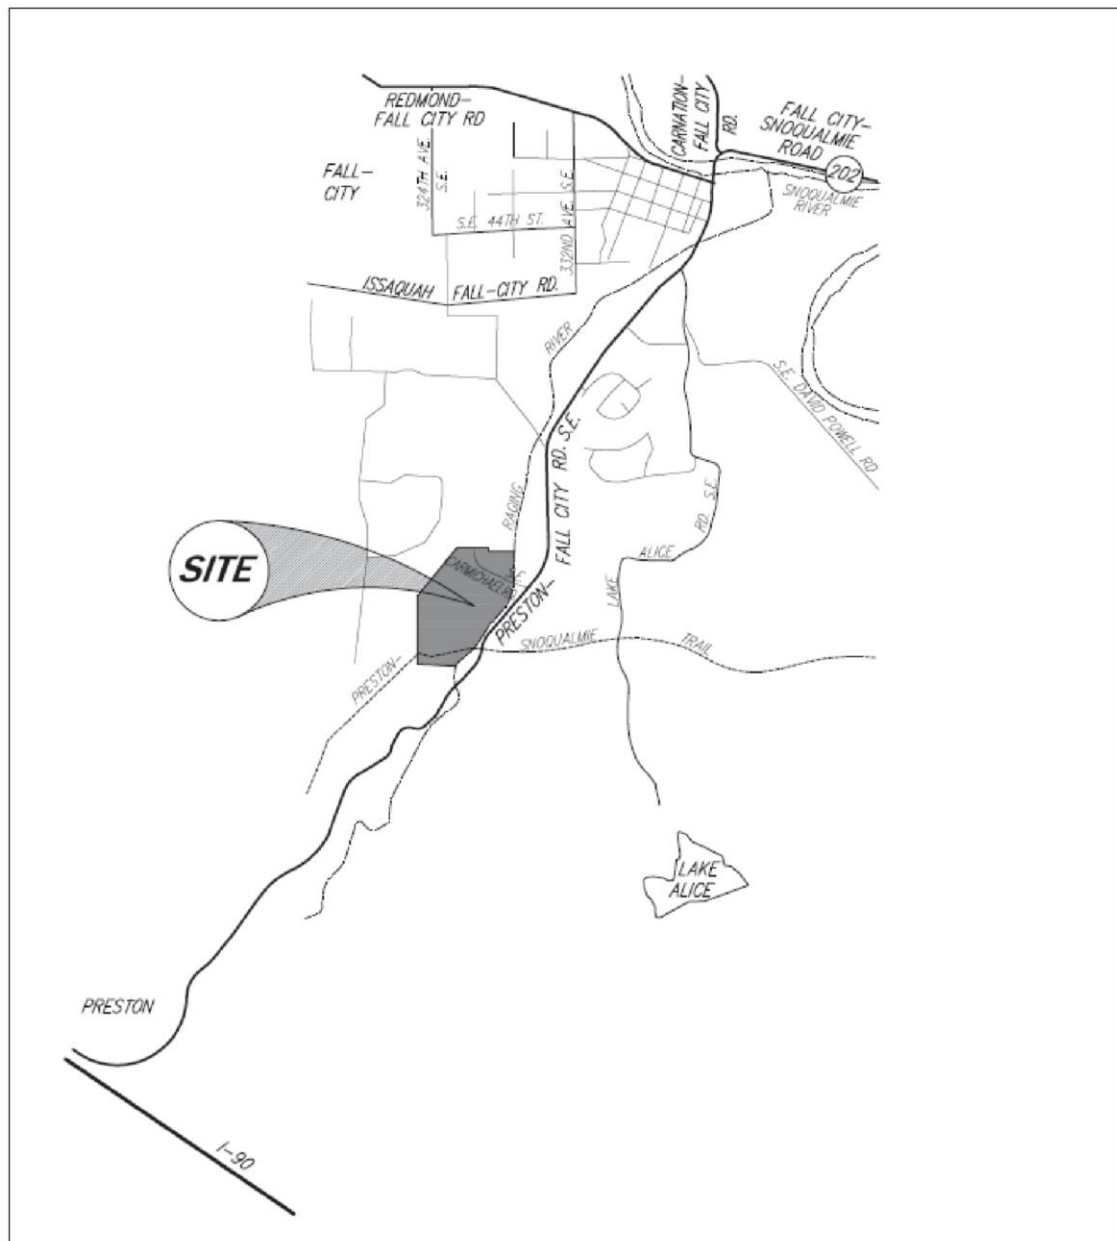 REDMOND-
FALL CITY RD
CARNATION-
FALL CITY
RD.
FALL CITY-
SNOQUALMIE
ROAD
202
SNOQUALMIE
RIVER
FALL-
CITY
324TH AVE.
S.E.
S.E. 44TH ST.
332ND AVE. S.E.
ISSAQUAH
FALL-CITY RD.
RIVER
S.E. DAVID POWELL RD
FALL CITY RD. S.E.
RAGING
PRESTON-
SITE
CARMICHAEL
LAKE
ALICE
RD. S.E.
PRESTON-
SNOQUALMIE
TRAIL
LAKE
ALICE
PRESTON
I-90